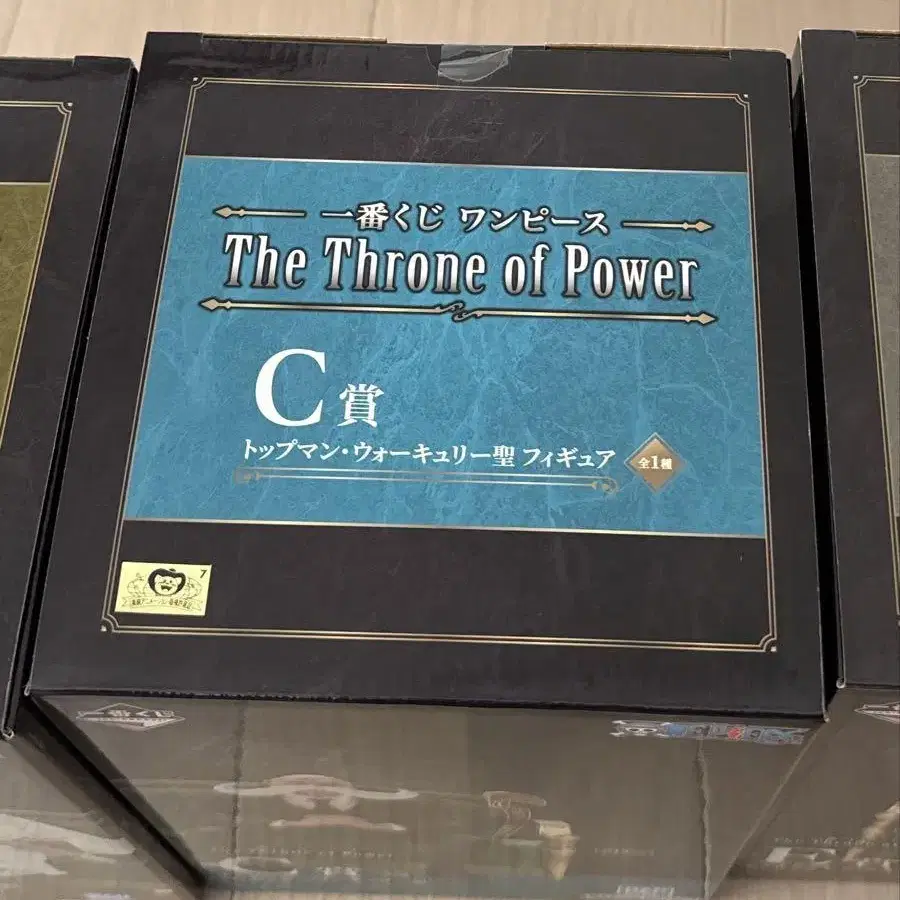 一番くじ ワンピース
The Throne of Power
C賞
トップマン・ウォーキュリー聖 フィギュア
全1種
7